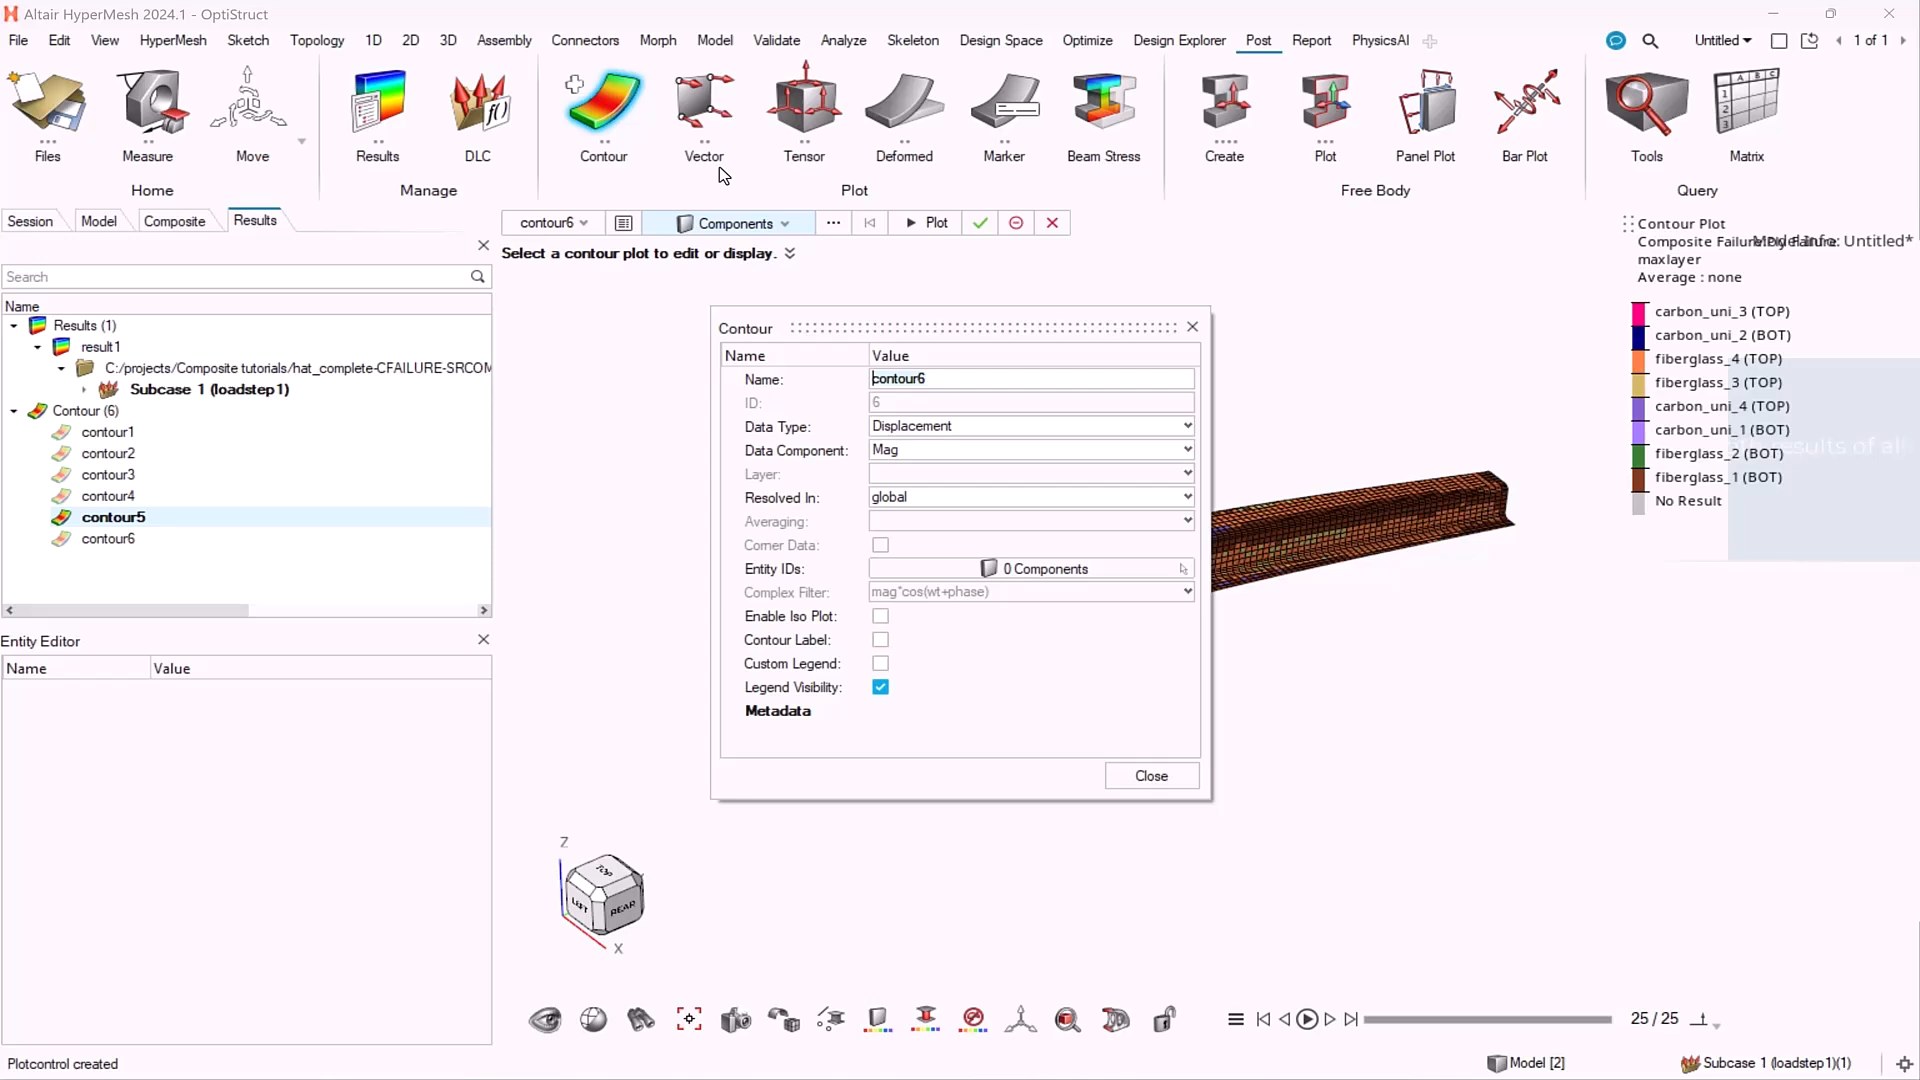 Altair HyperMesh 2024.1 - OptiStruct
File Edit View HyperMesh Sketch Topology 1D 2D 3D Assembly Connectors Morph Model Validate Analyze Skeleton Design Space Optimize Design Explorer Post Report PhysicsAI Untitled 1 of 1
Files Measure Move Results DLC Contour Vector Tensor Deformed Marker Beam Stress Create Plot Panel Plot Bar Plot Tools Matrix
Home Manage Plot Free Body Query
Session Model Composite Results
contour6 Components Plot
Select a contour plot to edit or display.
Search
Name
Results (1)
result1
C:/projects/Composite tutorials/hat_complete-CFAILURE-SRCOM
Subcase 1 (loadstep1)
Contour (6)
contour1
contour2
contour3
contour4
contour5
contour6
Entity Editor
Name Value
Contour
Name Value
Name: contour6
ID: 6
Data Type: Displacement
Data Component: Mag
Layer:
Resolved In: global
Averaging:
Corner Data:
Entity IDs: 0 Components
Complex Filter: mag*cos(wt+phase)
Enable Iso Plot:
Contour Label:
Custom Legend:
Legend Visibility:
Metadata
Close
Contour Plot
Composite Failure
Model Info: Untitled*
maxlayer
Average : none
carbon_uni_3 (TOP)
carbon_uni_2 (BOT)
fiberglass_4 (TOP)
fiberglass_3 (TOP)
carbon_uni_4 (TOP)
carbon_uni_1 (BOT)
fiberglass_2 (BOT)
fiberglass_1 (BOT)
No Result
results of all
Z
TOP
LEFT REAR
X
25 / 25
Plotcontrol created
Model [2]
Subcase 1 (loadstep1)(1)